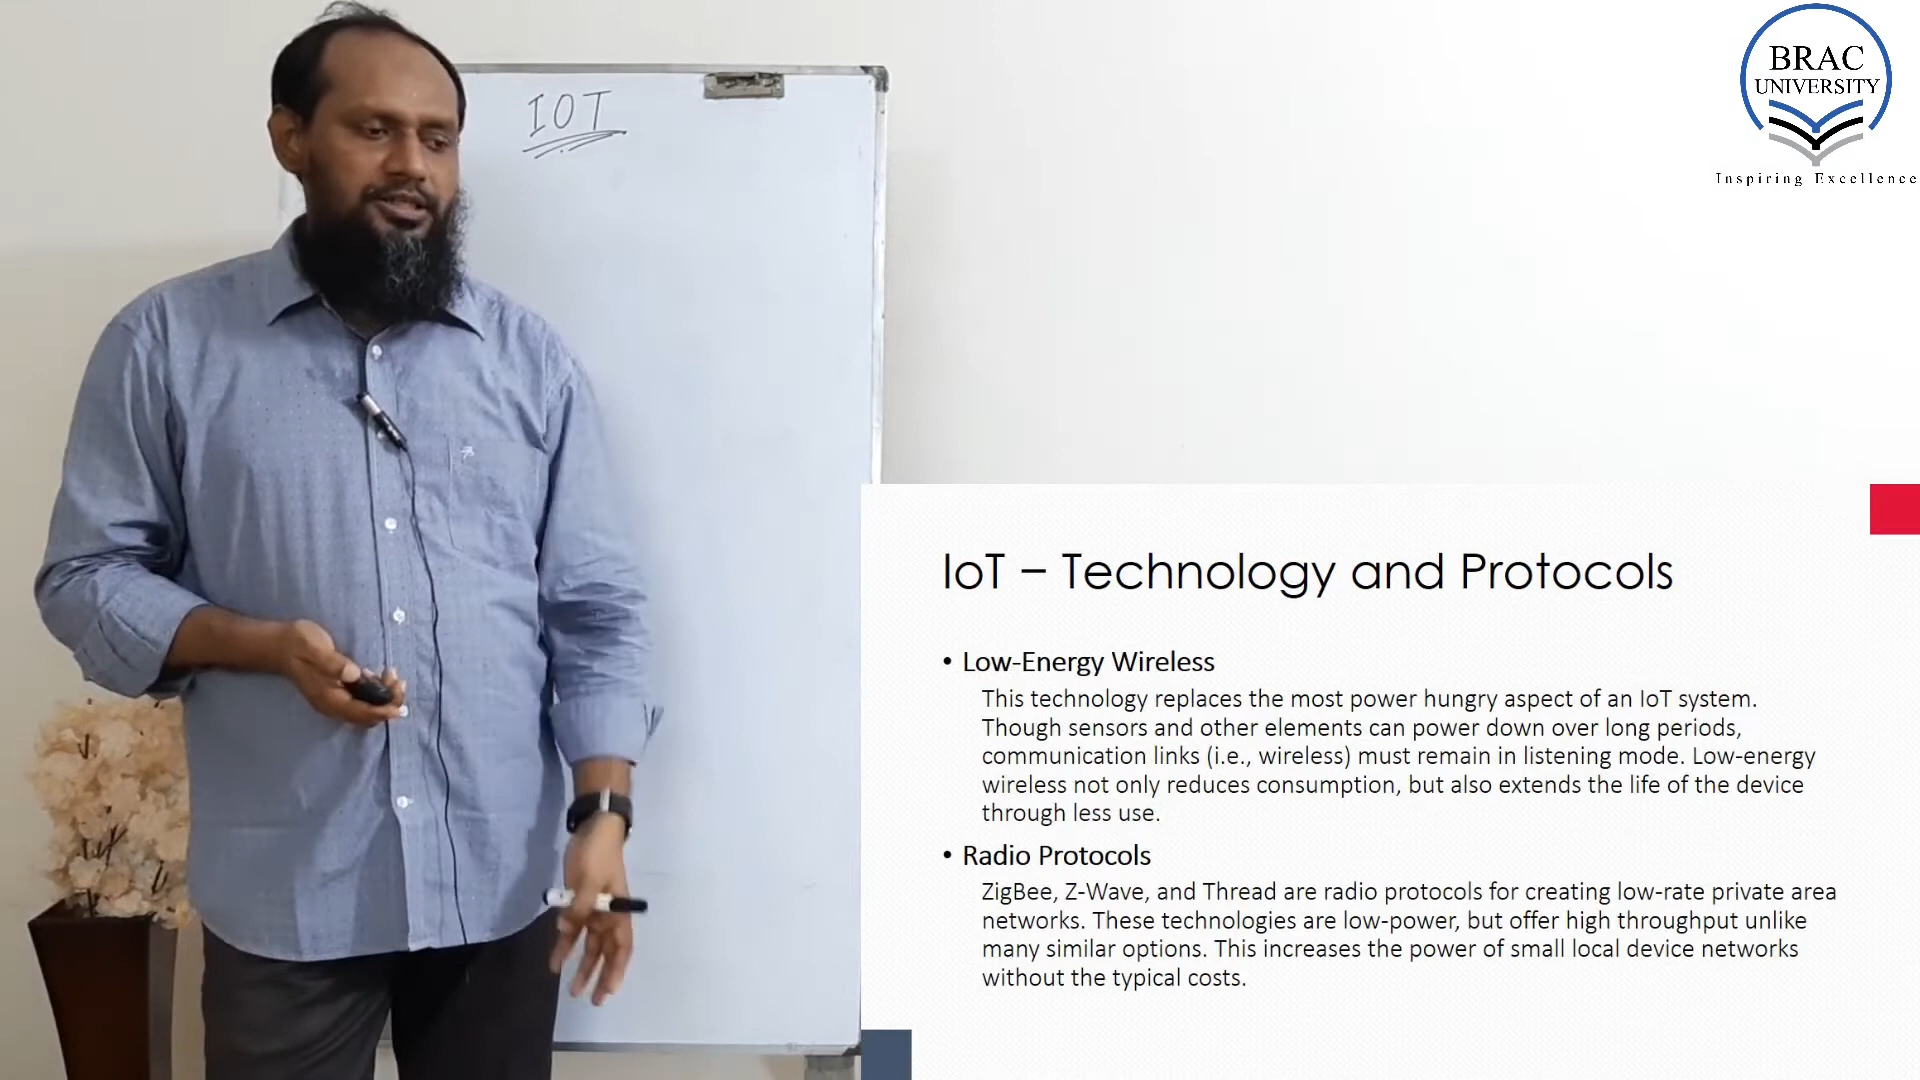 IOT
BRAC
UNIVERSITY
Inspiring Excellence
IoT – Technology and Protocols
• Low-Energy Wireless
This technology replaces the most power hungry aspect of an IoT system.
Though sensors and other elements can power down over long periods,
communication links (i.e., wireless) must remain in listening mode. Low-energy
wireless not only reduces consumption, but also extends the life of the device
through less use.
• Radio Protocols
ZigBee, Z-Wave, and Thread are radio protocols for creating low-rate private area
networks. These technologies are low-power, but offer high throughput unlike
many similar options. This increases the power of small local device networks
without the typical costs.